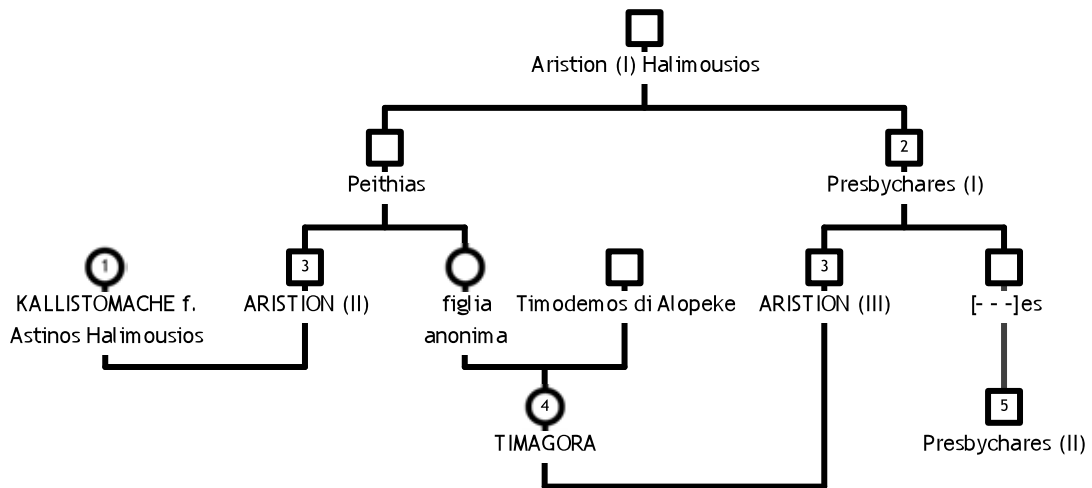 Aristion (I) Halimousios
2
Peithias
Presbychares (I)
1
3
3
KALLISTOMACHE f.
Astinos Halimousios
ARISTION (II)
figlia
anonima
Timodemos di Alopeke
ARISTION (III)
[- - -]es
4
5
TIMAGORA
Presbychares (II)